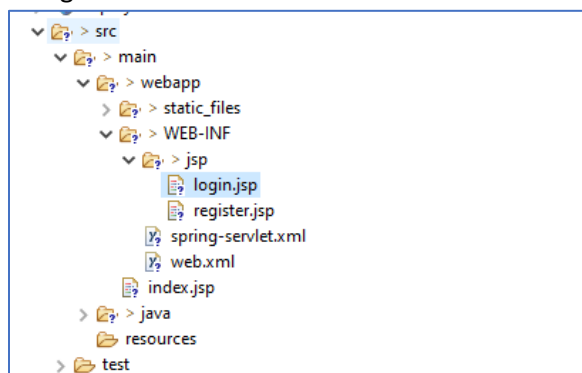 > src
> main
> webapp
> static_files
> WEB-INF
> jsp
login.jsp
register.jsp
spring-servlet.xml
web.xml
index.jsp
> java
resources
test